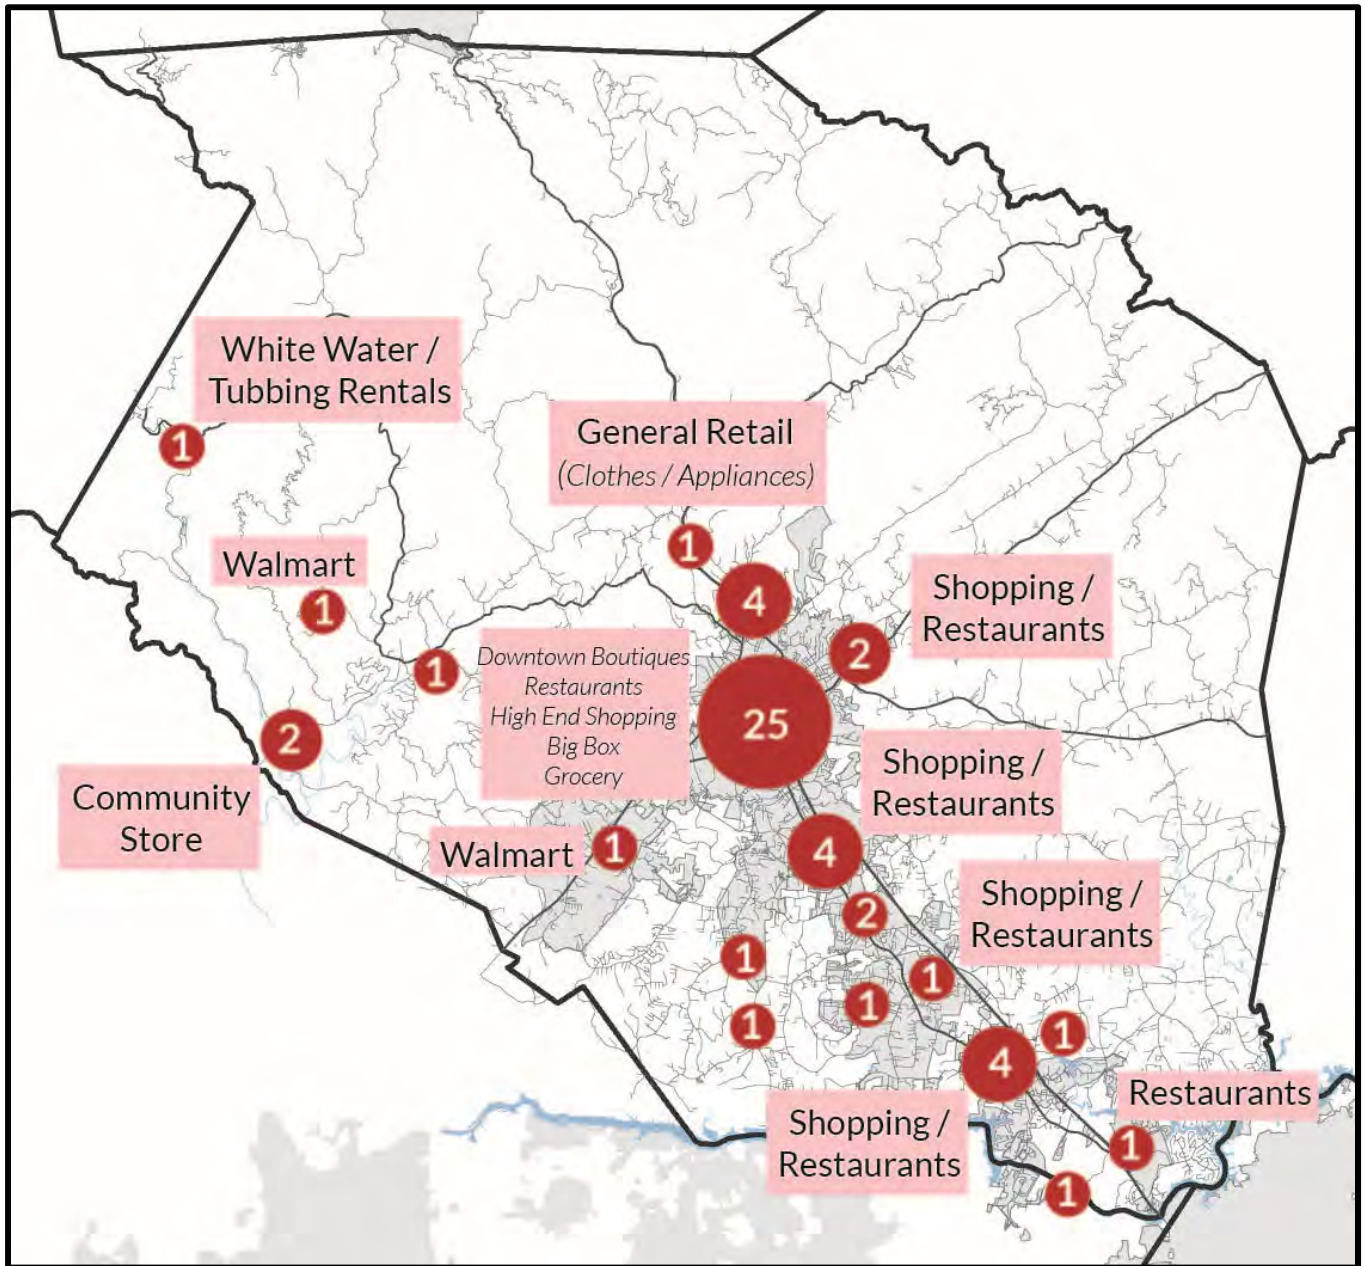 White Water /
Tubbing Rentals
1
General Retail
(Clothes / Appliances)
1
Walmart
1
4
Shopping /
Restaurants
2
1
Downtown Boutiques
Restaurants
High End Shopping
Big Box
Grocery
25
2
Community
Store
Shopping /
Restaurants
Walmart
1
4
Shopping /
Restaurants
2
1
1
1
1
1
4
Restaurants
Shopping /
Restaurants
1
1